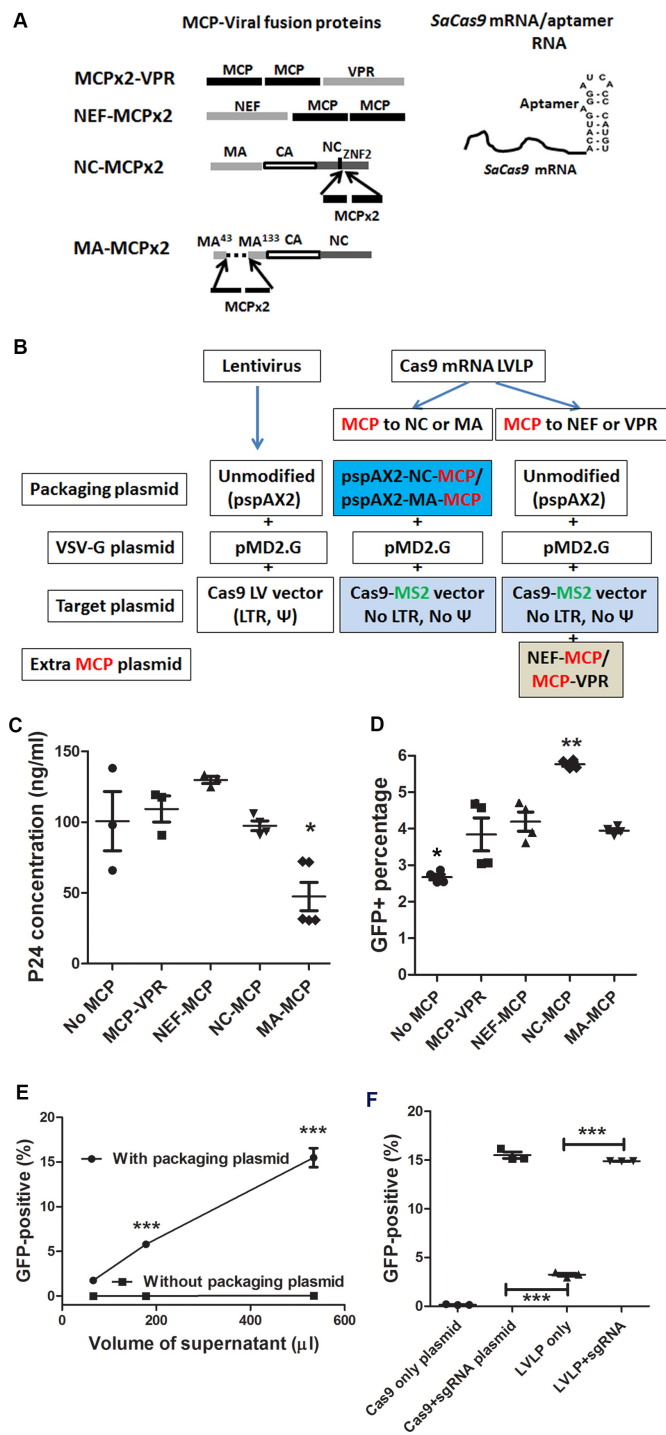 A
MCP-Viral fusion proteins
SaCas9 mRNA/aptamer
RNA
MCPx2-VPR
MCP MCP VPR
NEF-MCPx2
NEF MCP MCP
NC-MCPx2
MA CA NC ZNF2
MCPx2
MA-MCPx2
MA43 MA133 CA NC
MCPx2
Aptamer
SaCas9 mRNA
B
Lentivirus
Cas9 mRNA LVLP
MCP to NC or MA
MCP to NEF or VPR
Packaging plasmid
Unmodified
(pspAX2)
pspAX2-NC-MCP/
pspAX2-MA-MCP
Unmodified
(pspAX2)
+ + +
VSV-G plasmid
pMD2.G
pMD2.G
pMD2.G
+ + +
Target plasmid
Cas9 LV vector
(LTR, Ψ)
Cas9-MS2 vector
No LTR, No Ψ
Cas9-MS2 vector
No LTR, No Ψ
+
Extra MCP plasmid
NEF-MCP/
MCP-VPR
C
P24 concentration (ng/ml)
150
100
50
0
*
No MCP
MCP-VPR
NEF-MCP
NC-MCP
MA-MCP
D
GFP+ percentage
6
5
4
3
2
1
0
*
**
No MCP
MCP-VPR
NEF-MCP
NC-MCP
MA-MCP
E
GFP-positive (%)
20
15
10
5
0
With packaging plasmid
Without packaging plasmid
***
***
0 200 400 600
Volume of supernatant (μl)
F
GFP-positive (%)
20
15
10
5
0
***
***
Cas9 only plasmid
Cas9+sgRNA plasmid
LVLP only
LVLP+sgRNA